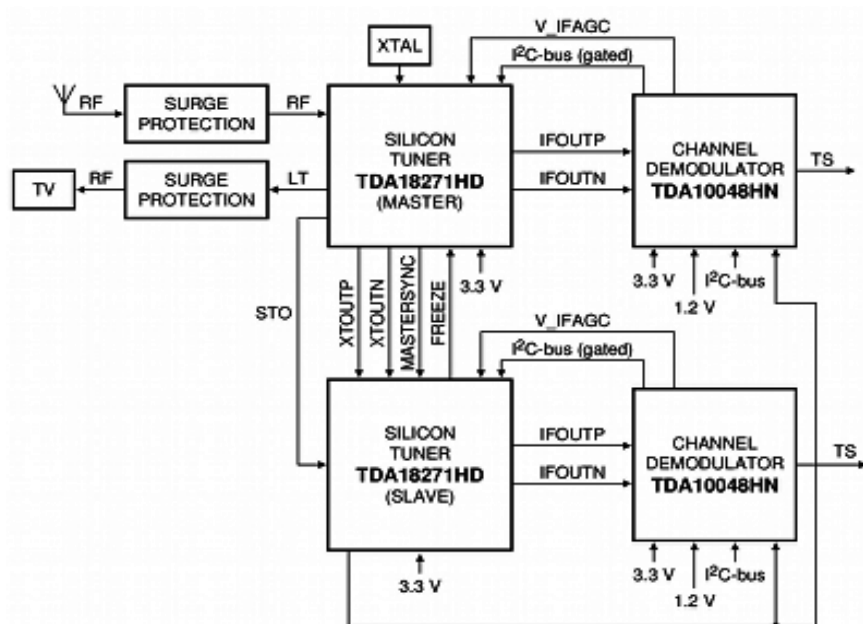 XTAL
V_IFAGC
I²C-bus (gated)
RF
SURGE
PROTECTION
RF
SILICON
TUNER
TDA18271HD
(MASTER)
IFOUTP
IFOUTN
CHANNEL
DEMODULATOR
TDA10048HN
TS
TV
RF
SURGE
PROTECTION
LT
3.3 V
3.3 V
1.2 V
I²C-bus
STO
XTOUTP
XTOUTN
MASTERSYNC
FREEZE
V_IFAGC
I²C-bus (gated)
SILICON
TUNER
TDA18271HD
(SLAVE)
IFOUTP
IFOUTN
CHANNEL
DEMODULATOR
TDA10048HN
TS
3.3 V
3.3 V
1.2 V
I²C-bus